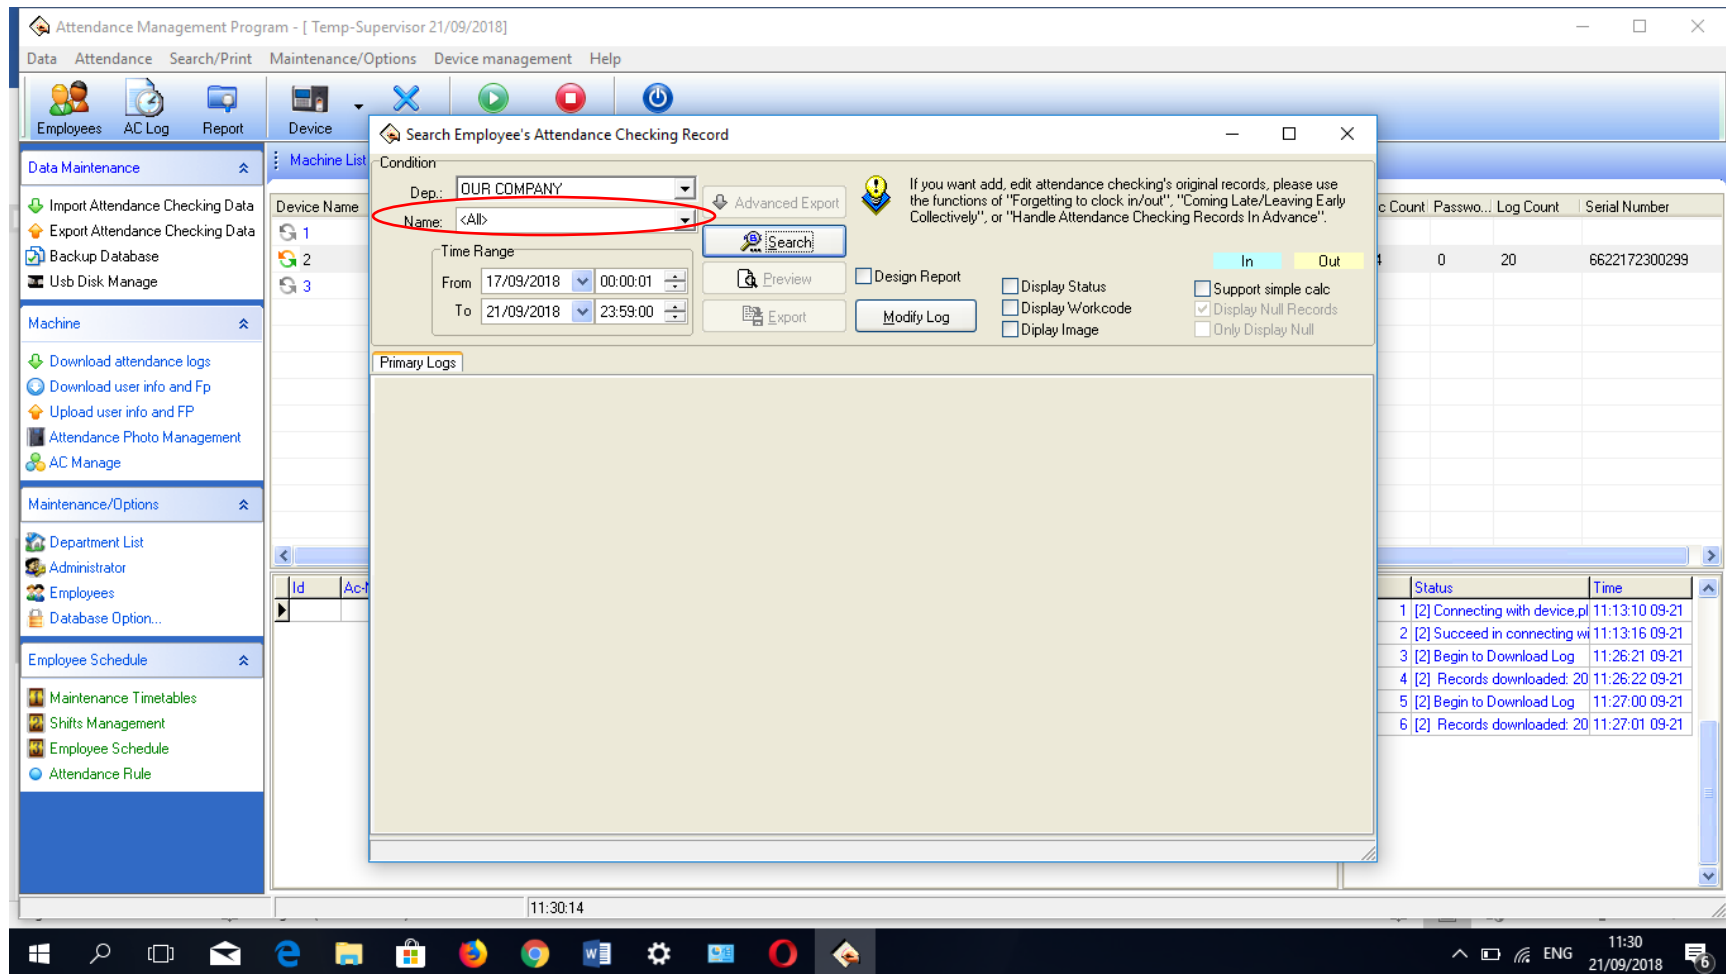 Attendance Management Program - [ Temp-Supervisor 21/09/2018]
Data Attendance Search/Print Maintenance/Options Device management Help
Employees AC Log Report Device
Data Maintenance
Import Attendance Checking Data
Export Attendance Checking Data
Backup Database
Usb Disk Manage
Machine
Download attendance logs
Download user info and Fp
Upload user info and FP
Attendance Photo Management
AC Manage
Maintenance/Options
Department List
Administrator
Employees
Database Option...
Employee Schedule
Maintenance Timetables
Shifts Management
Employee Schedule
Attendance Rule
Machine List
Device Name
1
2
3
Id Ac-N
Search Employee's Attendance Checking Record
Condition
Dep.: OUR COMPANY
Name: <All>
Time Range
From 17/09/2018 00:00:01
To 21/09/2018 23:59:00
Advanced Export
Search
Preview
Export
If you want add, edit attendance checking's original records, please use
the functions of "Forgetting to clock in/out", "Coming Late/Leaving Early
Collectively", or "Handle Attendance Checking Records In Advance".
In Out
Design Report
Modify Log
Display Status
Display Workcode
Diplay Image
Support simple calc
Display Null Records
Only Display Null
Primary Logs
c Count Passwo... Log Count Serial Number
4 0 20 6622172300299
Status Time
1 [2] Connecting with device,pl 11:13:10 09-21
2 [2] Succeed in connecting wi 11:13:16 09-21
3 [2] Begin to Download Log 11:26:21 09-21
4 [2] Records downloaded: 20 11:26:22 09-21
5 [2] Begin to Download Log 11:27:00 09-21
6 [2] Records downloaded: 20 11:27:01 09-21
11:30:14
ENG
11:30
21/09/2018
6